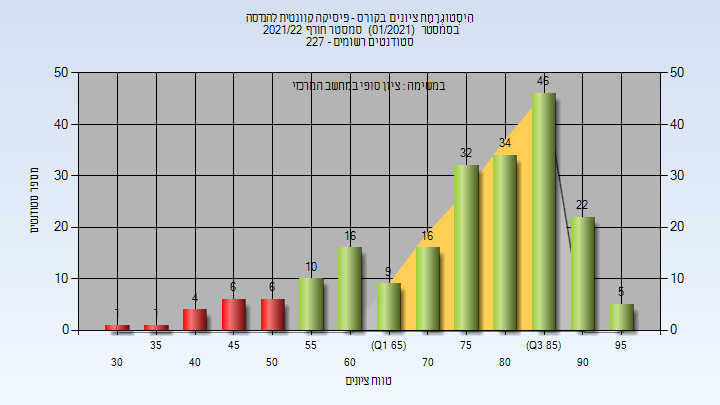 היסטוגרמת ציונים בקורס - פיסיקה קוונטית להנדסה
בסמסטר (01/2021) סמסטר חורף 2021/22
סטודנטים רשומים - 227
במשימה : ציון סופי במחשב המרכזי
מספר סטודנטים
50 40 30 20 10 0
50 40 30 20 10 0
1 1 4 6 6 10 16 9 16 32 34 46 22 5
35 45 55 (Q1 65) 75 (Q3 85) 95
30 40 50 60 70 80 90
טווח ציונים